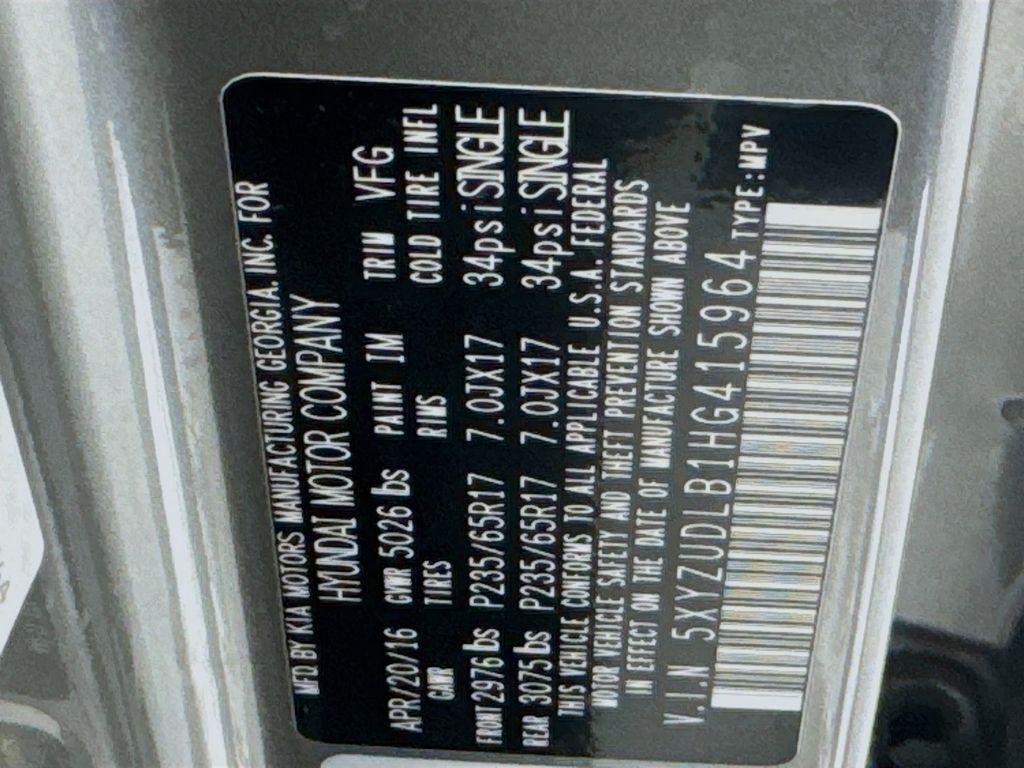 MFD BY KIA MOTORS MANUFACTURING GEORGIA. INC. FOR
HYUNDAI MOTOR COMPANY
APR/20/16 GVWR 5026 lbs PAINT IM TRIM VFG
GAWR TIRES RIMS COLD TIRE INFL
FRONT 2976 lbs P235/65R17 7.0JX17 34psi SINGLE
REAR 3075 lbs P235/65R17 7.0JX17 34psi SINGLE
THIS VEHICLE CONFORMS TO ALL APPLICABLE U.S.A. FEDERAL
MOTOR VEHICLE SAFETY AND THEFT PREVENTION STANDARDS
IN EFFECT ON THE DATE OF MANUFACTURE SHOWN ABOVE
V.I.N 5XYZUDLB1HG415964 TYPE:MPV